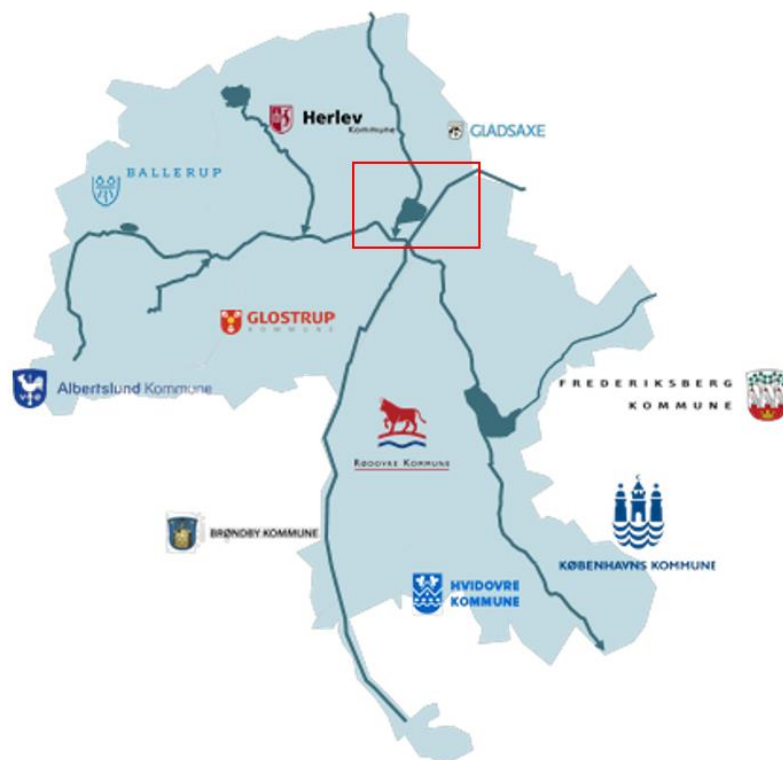 Herlev
Kommune
GLADSAXE
BALLERUP
GLOSTRUP
KOMMUNE
Albertslund Kommune
FREDERIKSBERG
KOMMUNE
RØDOVRE KOMMUNE
BRØNDBY KOMMUNE
KØBENHAVNS KOMMUNE
HVIDOVRE
KOMMUNE